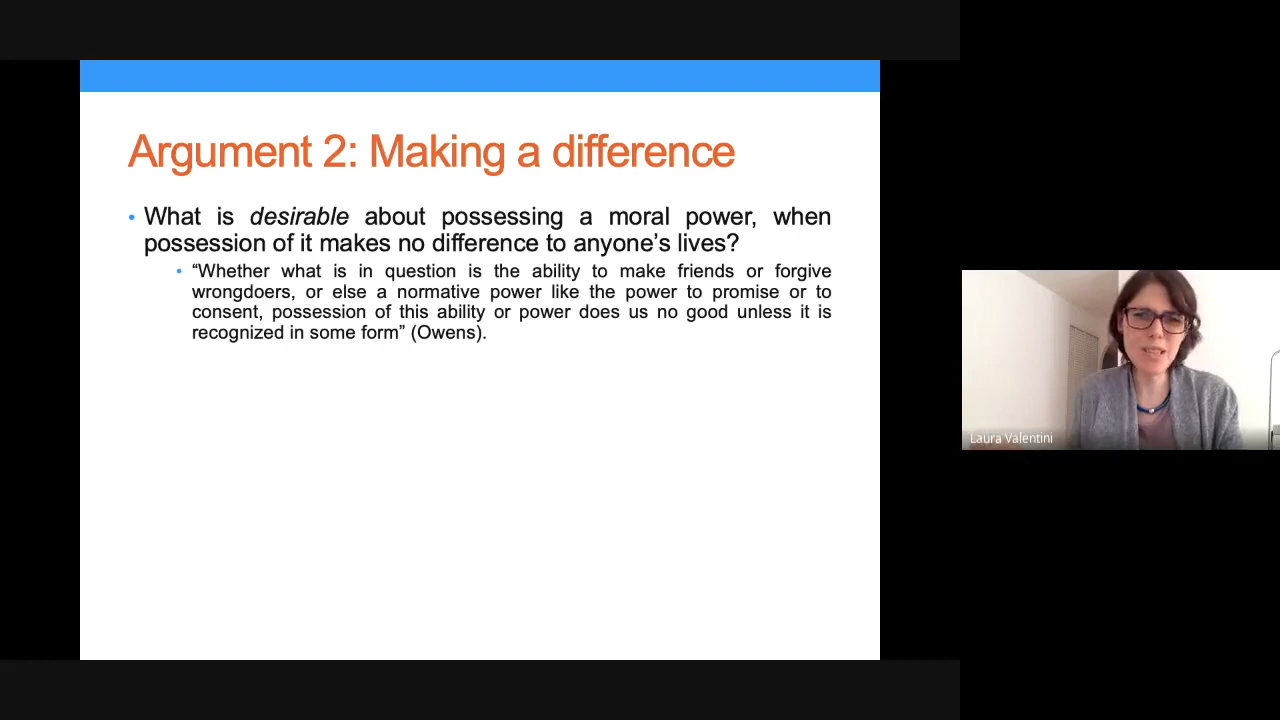 Argument 2: Making a difference
• What is desirable about possessing a moral power, when
possession of it makes no difference to anyone’s lives?
• “Whether what is in question is the ability to make friends or forgive
wrongdoers, or else a normative power like the power to promise or to
consent, possession of this ability or power does us no good unless it is
recognized in some form” (Owens).
Laura Valentini